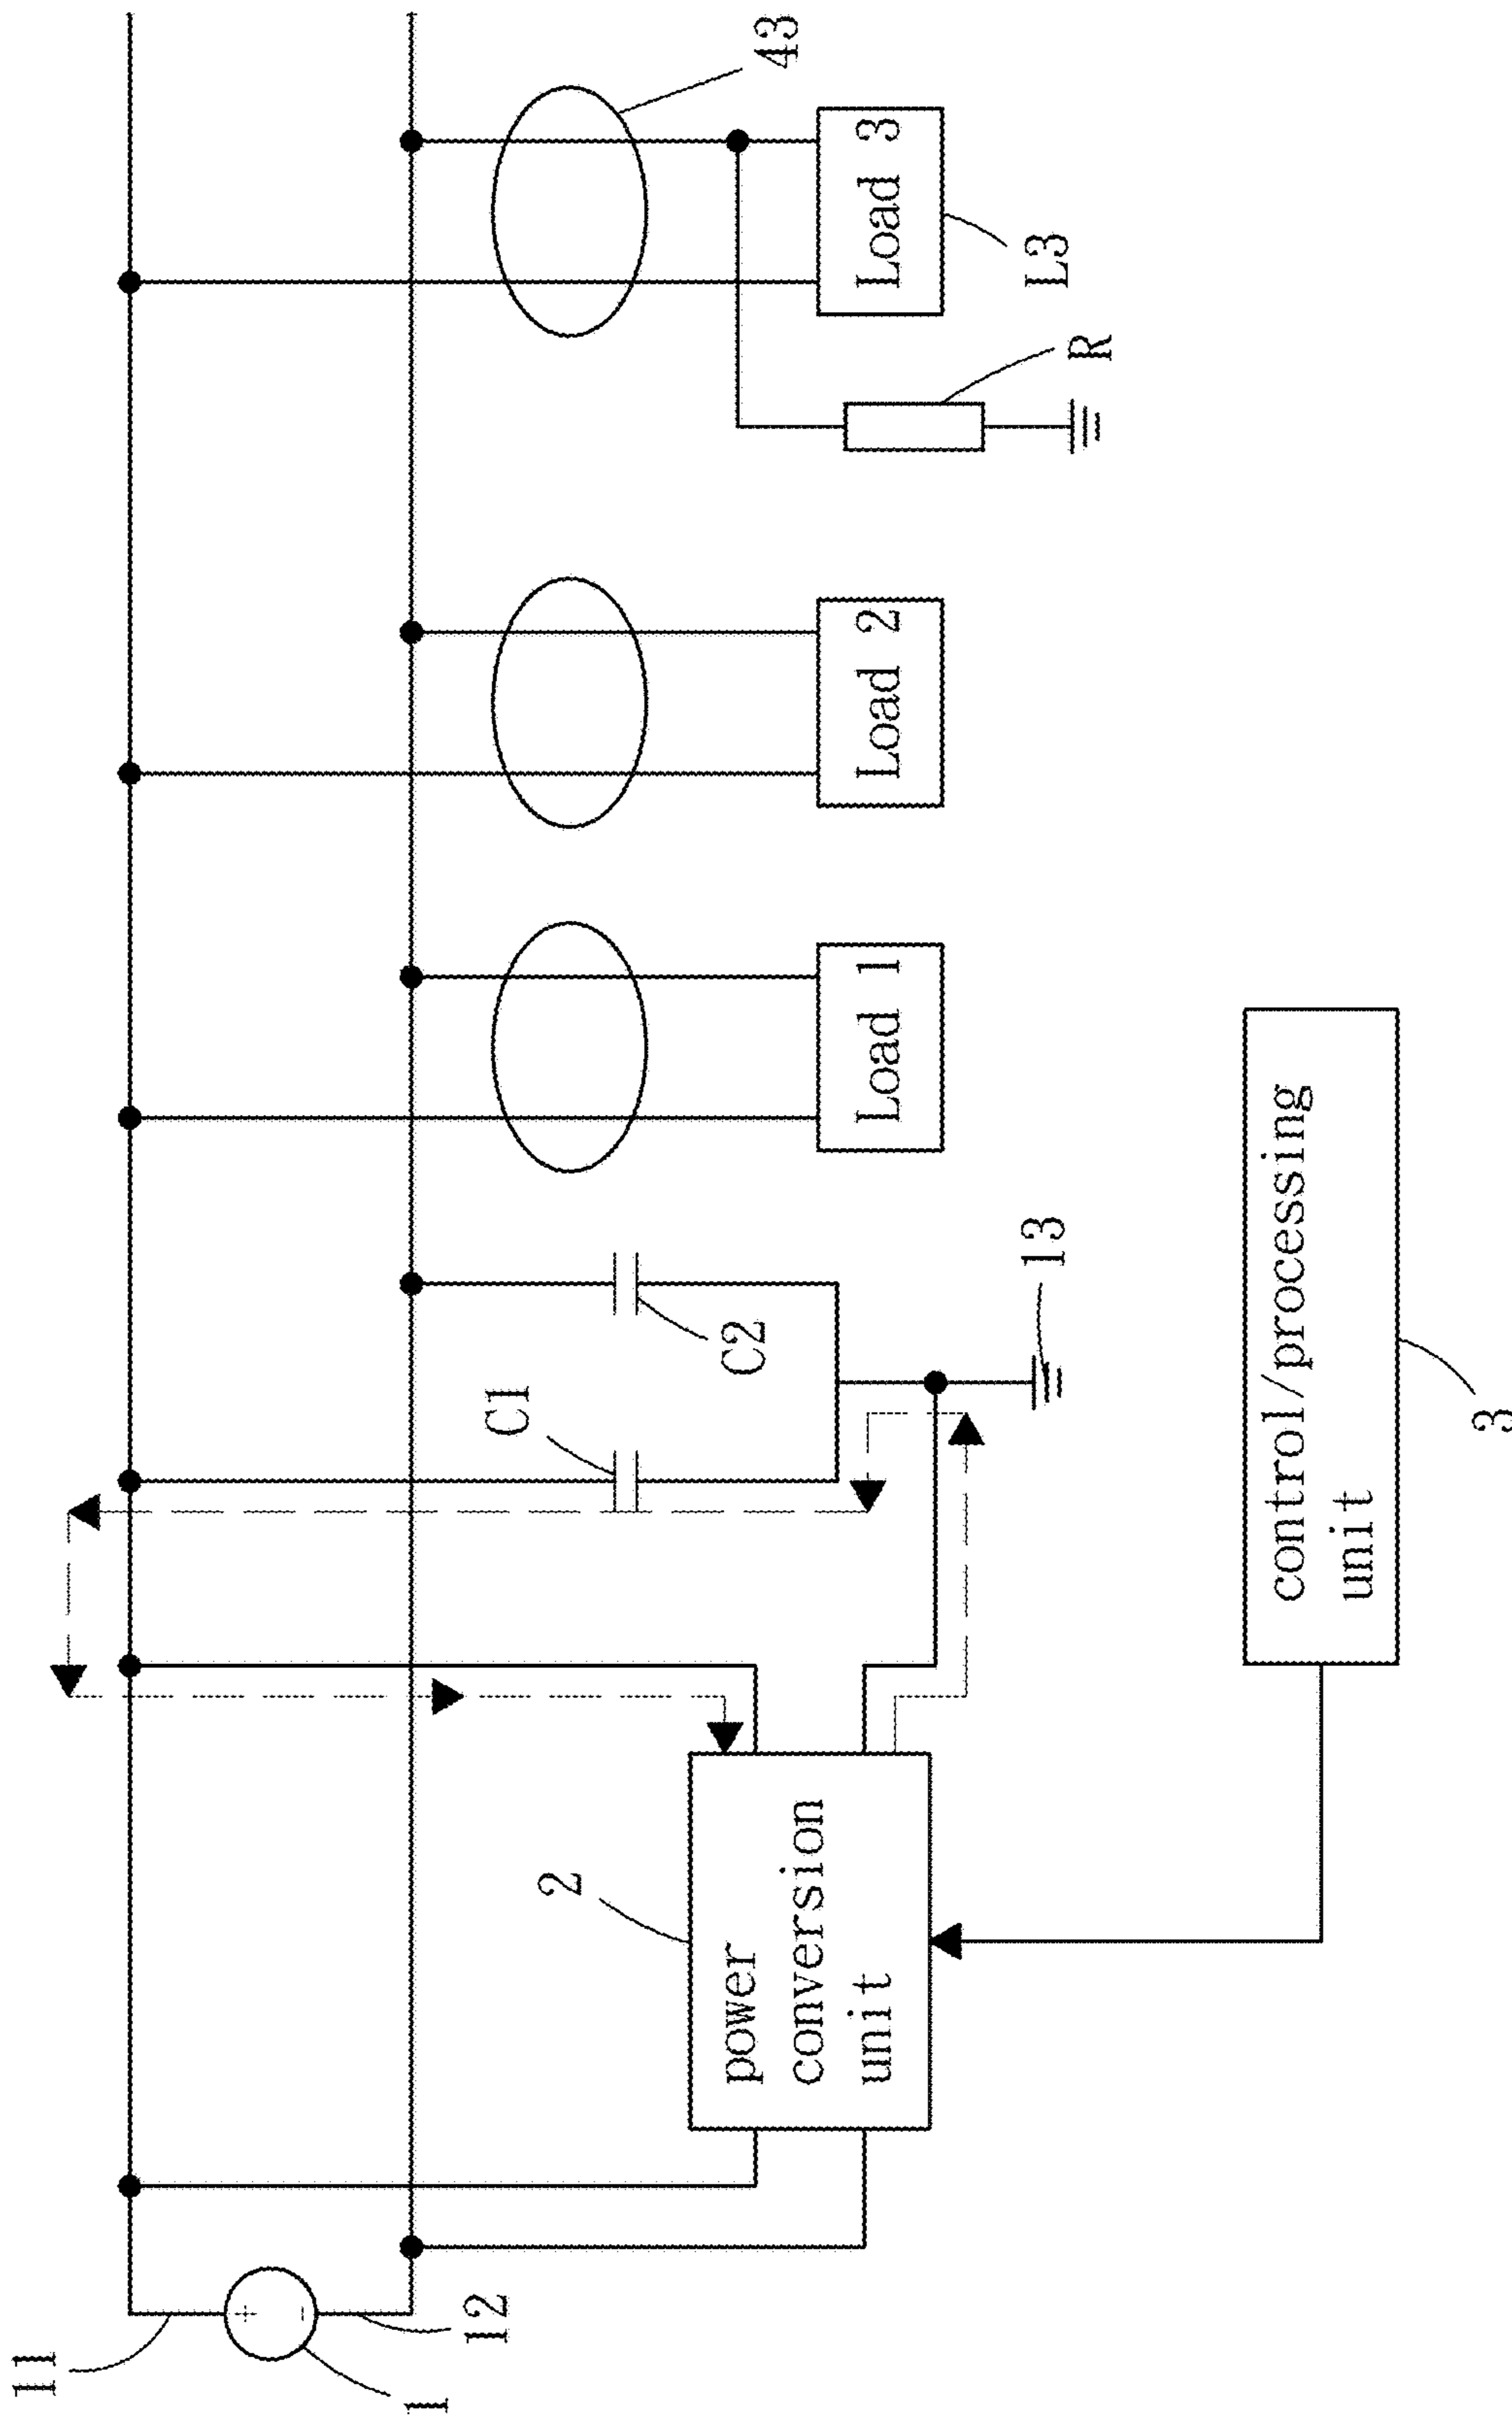 11
1
+
-
12
2
power
conversion
unit
C1
C2
13
control/processing
unit
3
Load 1
Load 2
43
Load 3
L3
R